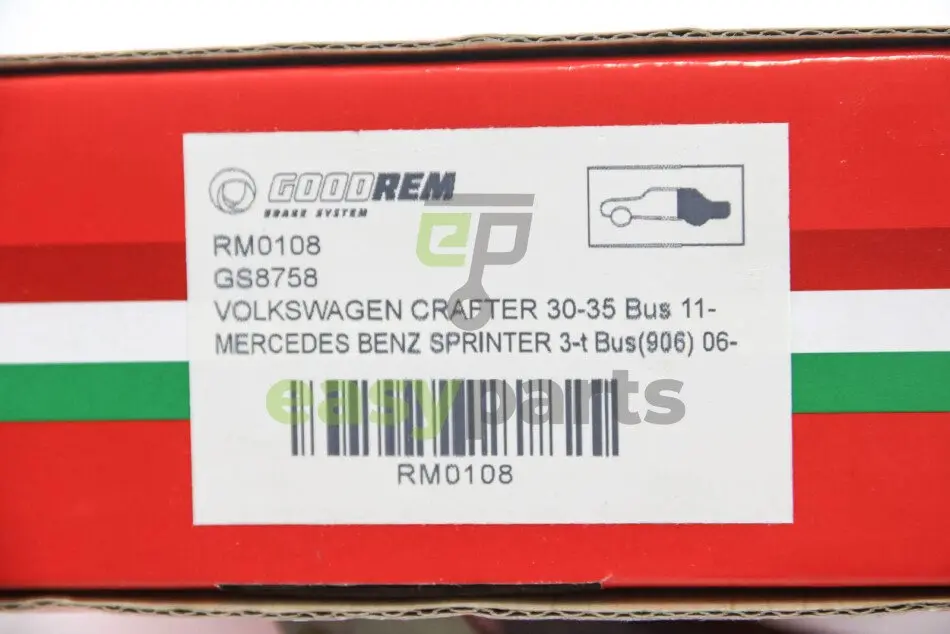 GOODREM
BRAKE SYSTEM
RM0108
GS8758
VOLKSWAGEN CRAFTER 30-35 Bus 11-
MERCEDES BENZ SPRINTER 3-t Bus(906) 06-
RM0108
ep
easyparts